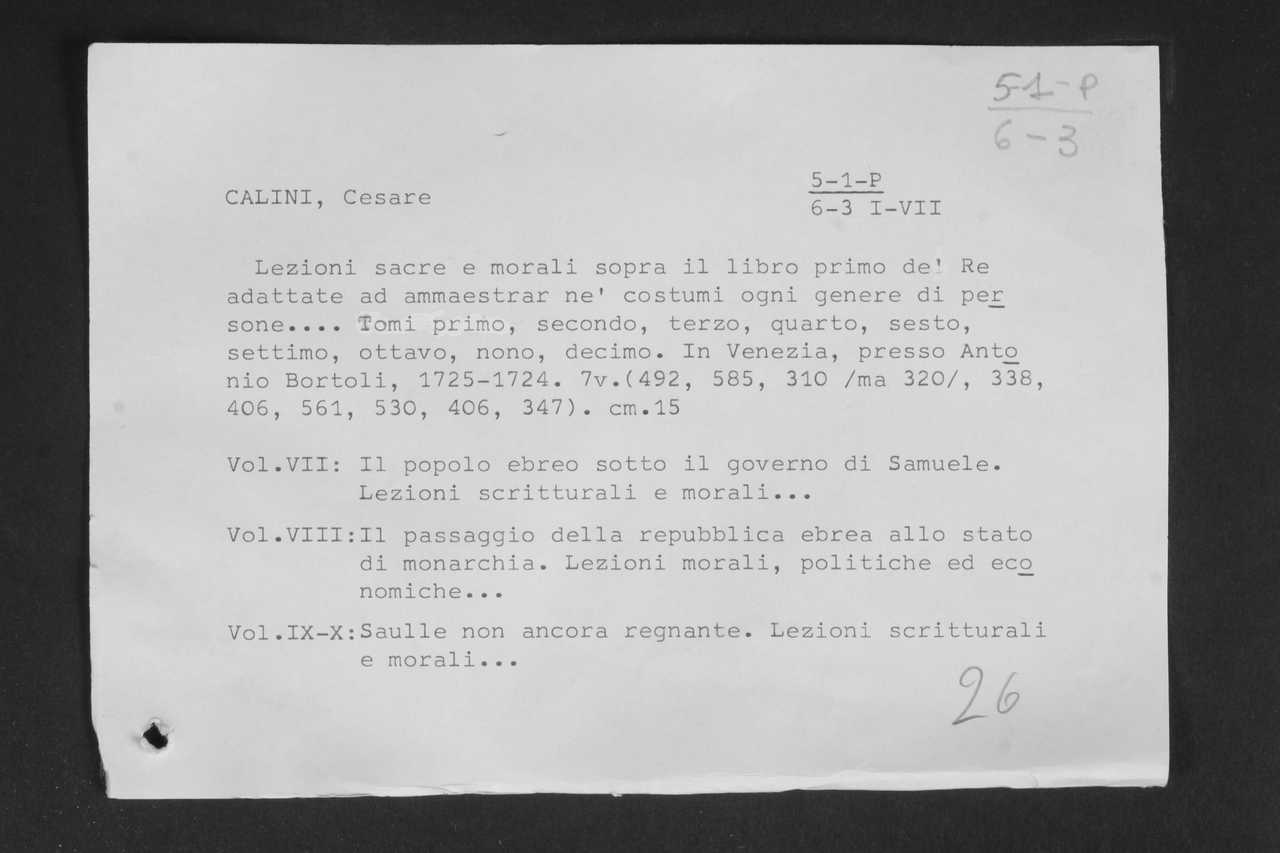 5-1-P
6-3
CALINI, Cesare
5-1-P
6-3 I-VII
Lezioni sacre e morali sopra il libro primo de' Re
adattate ad ammaestrar ne' costumi ogni genere di per
sone.... Tomi primo, secondo, terzo, quarto, sesto,
settimo, ottavo, nono, decimo. In Venezia, presso Anto
nio Bortoli, 1725-1724. 7v.(492, 585, 310 /ma 320/, 338,
406, 561, 530, 406, 347). cm.15
Vol.VII: Il popolo ebreo sotto il governo di Samuele.
Lezioni scritturali e morali...
Vol.VIII:Il passaggio della repubblica ebrea allo stato
di monarchia. Lezioni morali, politiche ed eco
nomiche...
Vol.IX-X:Saulle non ancora regnante. Lezioni scritturali
e morali...
26